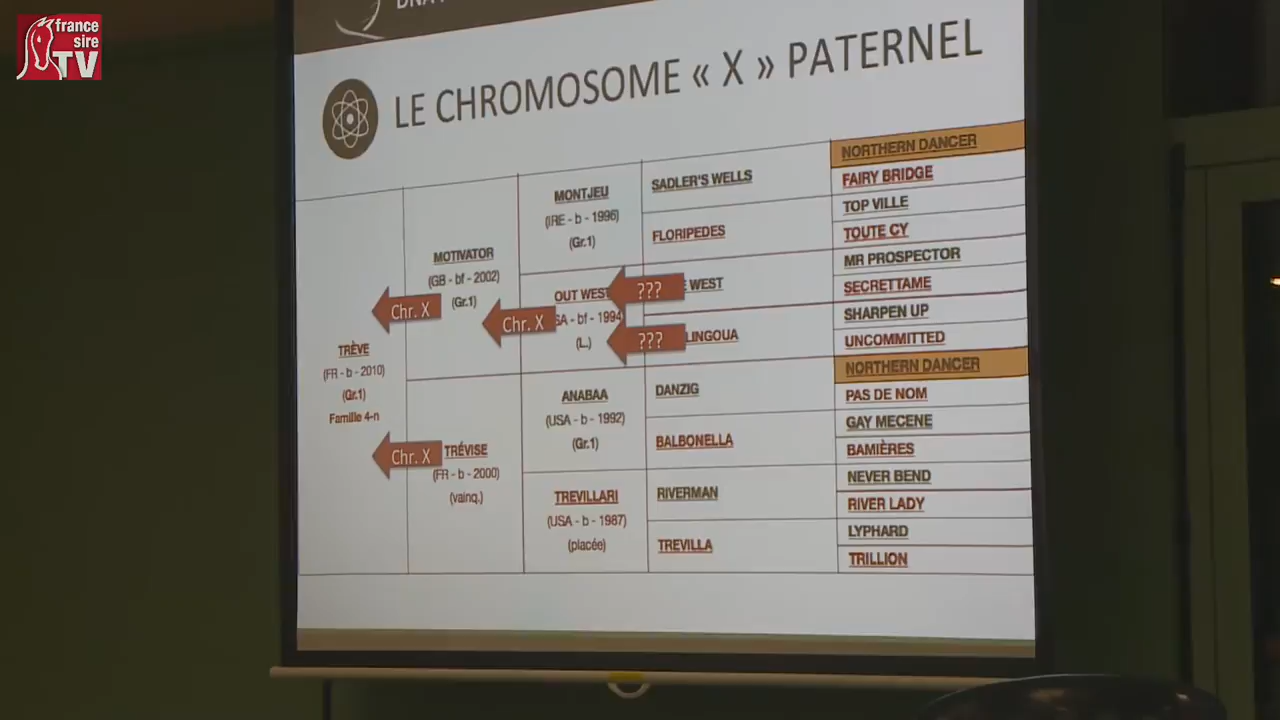 france
sire
TV
LE CHROMOSOME « X » PATERNEL
TRÈVE
(FR - b - 2010)
(Gr.1)
Famille 4-n
Chr. X
Chr. X
MOTIVATOR
(GB - bf - 2002)
(Gr.1)
TRÉVISE
(FR - b - 2000)
(vainq.)
Chr. X
MONTJEU
(IRE - b - 1996)
(Gr.1)
OUT WEST
SA - bf - 1994
(L.)
ANABAA
(USA - b - 1992)
(Gr.1)
TREVILLARI
(USA - b - 1987)
(placée)
???
???
SADLER'S WELLS
FLORIPEDES
WEST
LINGOUA
DANZIG
BALBONELLA
RIVERMAN
TREVILLA
NORTHERN DANCER
FAIRY BRIDGE
TOP VILLE
TOUTE CY
MR PROSPECTOR
SECRETTAME
SHARPEN UP
UNCOMMITTED
NORTHERN DANCER
PAS DE NOM
GAY MECENE
BAMIÈRES
NEVER BEND
RIVER LADY
LYPHARD
TRILLION